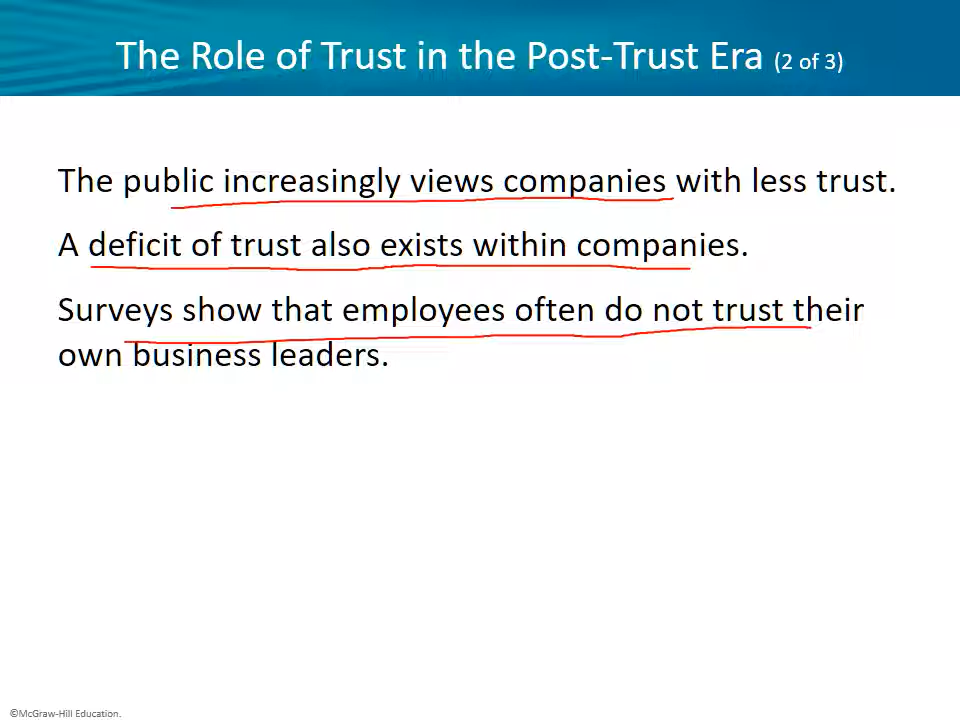 The Role of Trust in the Post-Trust Era (2 of 3)
The public increasingly views companies with less trust.
A deficit of trust also exists within companies.
Surveys show that employees often do not trust their
own business leaders.
©McGraw-Hill Education.